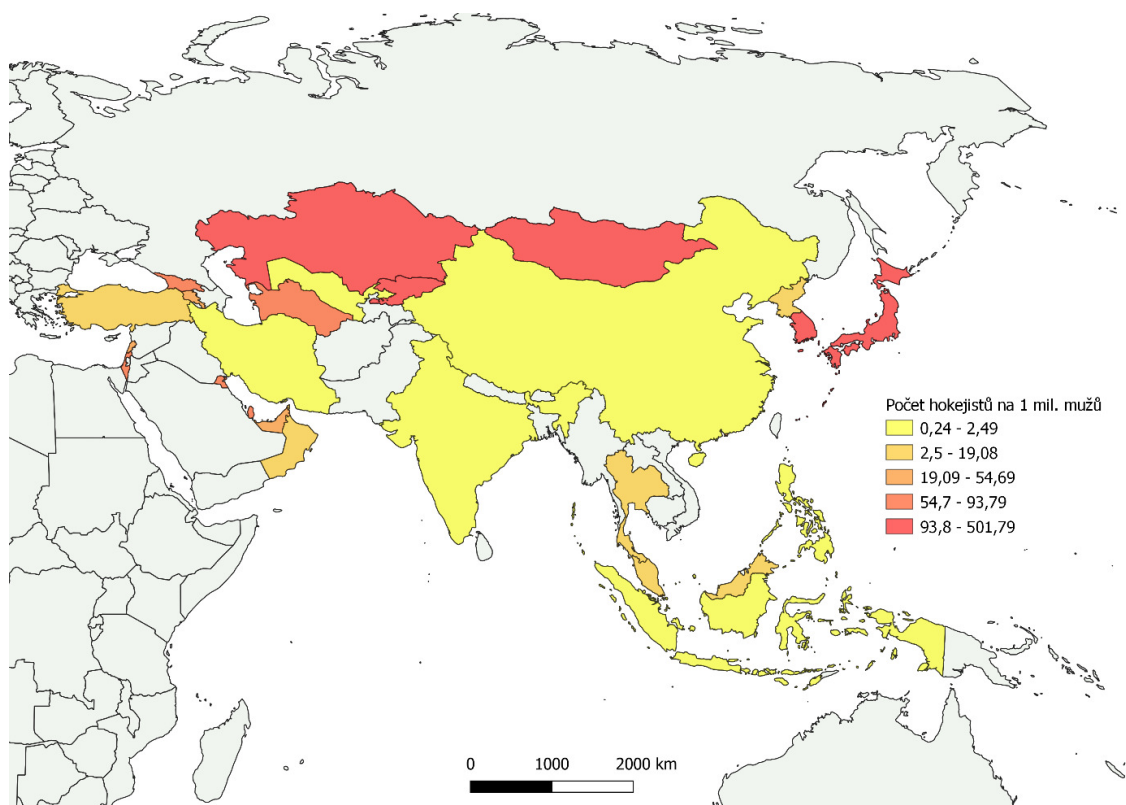 Počet hokejistů na 1 mil. mužů
0,24 - 2,49
2,5 - 19,08
19,09 - 54,69
54,7 - 93,79
93,8 - 501,79
0 1000 2000 km